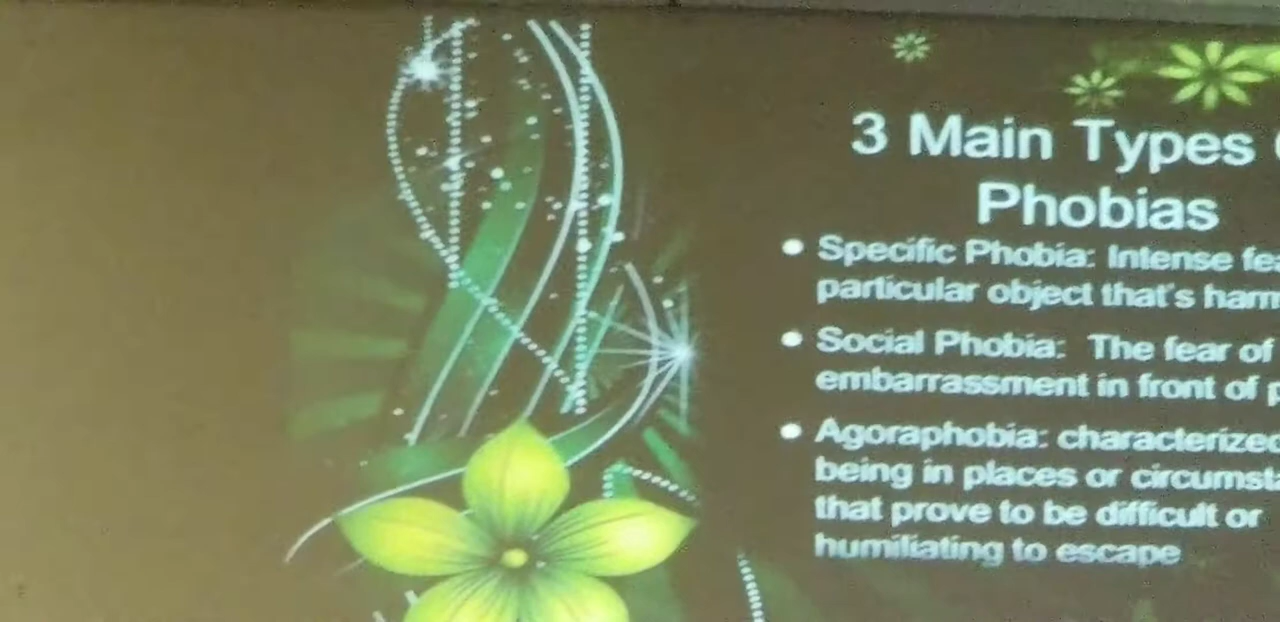 3 Main Types
Phobias
• Specific Phobia: Intense
particular object that's
• Social Phobia: The fear of
embarrassment in front of
• Agoraphobia: characterized
being in places or
that prove to be difficult or
humiliating to escape